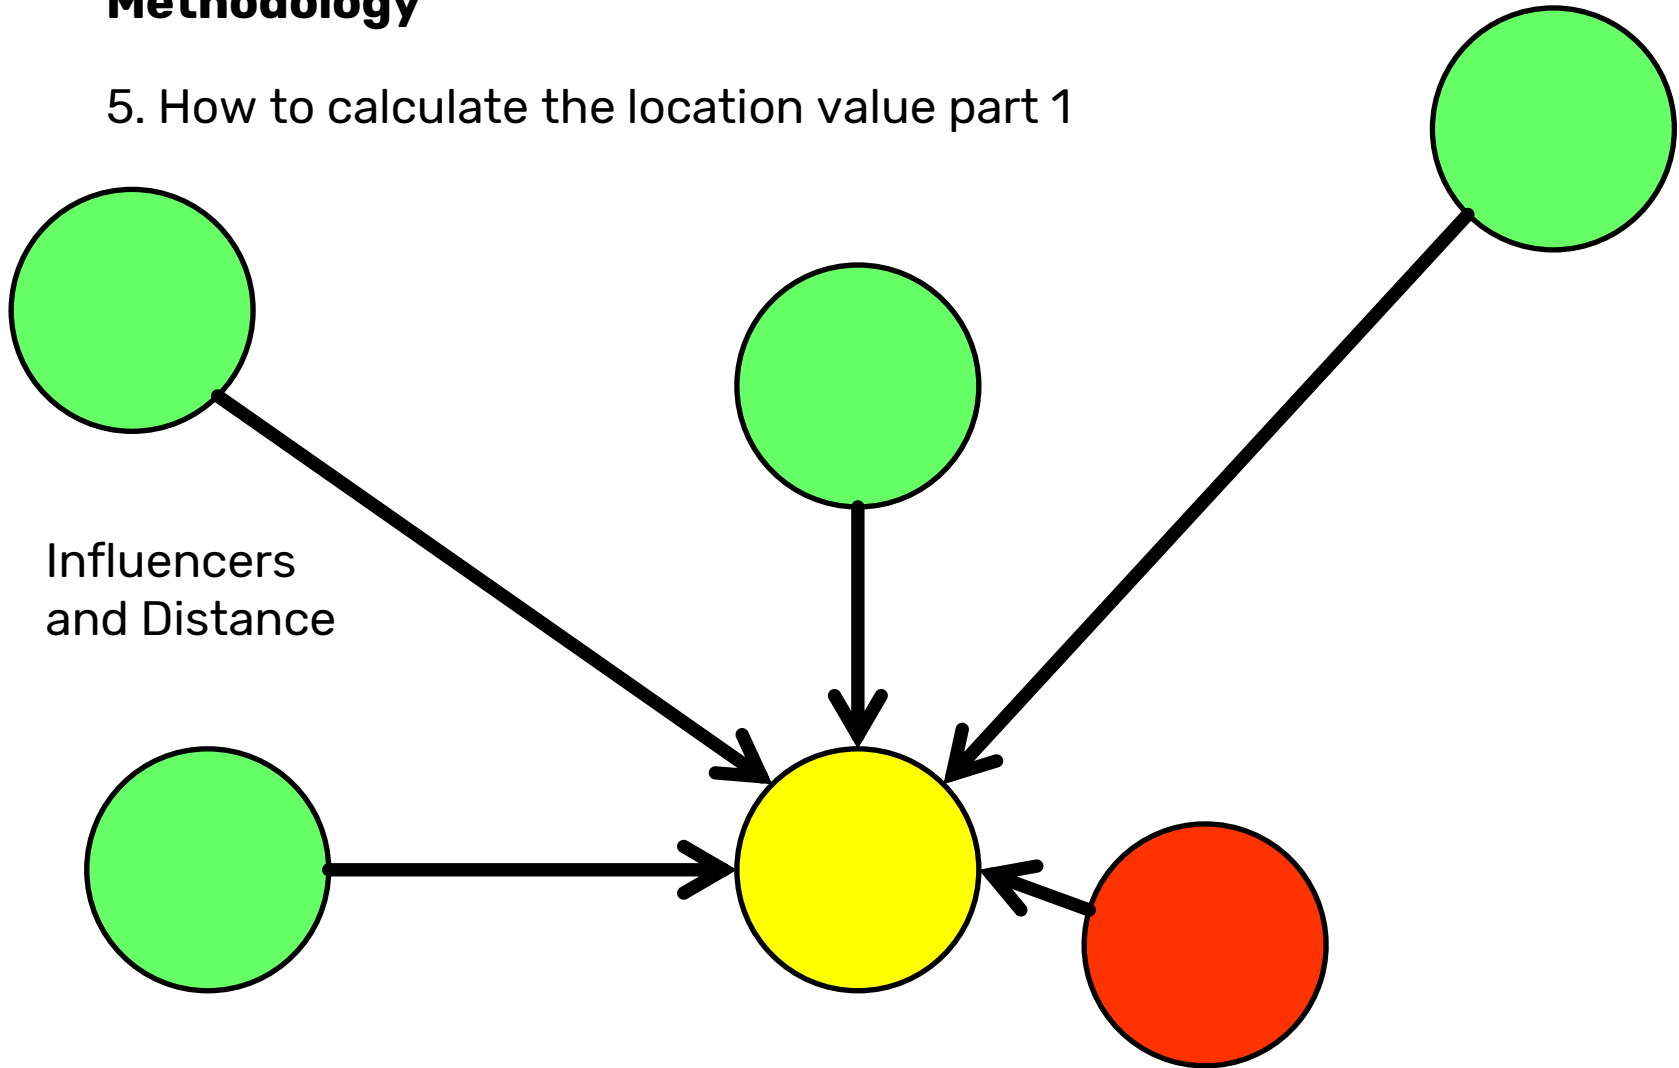 Methodology
5. How to calculate the location value part 1
Influencers
and Distance